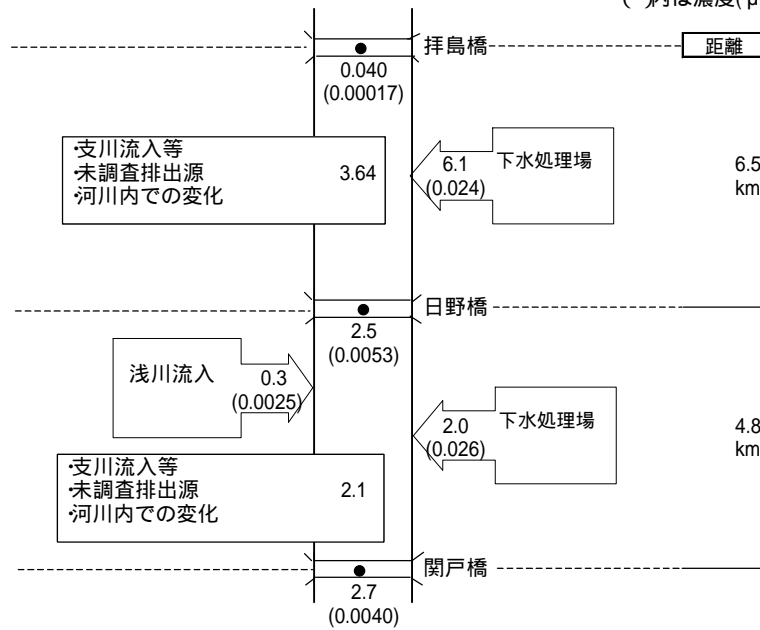 ( )内は濃度(μ
拝島橋
距離
0.040
(0.00017)
・支川流入等
・未調査排出源
・河川内での変化
3.64
6.1
(0.024)
下水処理場
6.5
km
日野橋
2.5
(0.0053)
浅川流入
0.3
(0.0025)
2.0
(0.026)
下水処理場
4.8
km
・支川流入等
・未調査排出源
・河川内での変化
2.1
関戸橋
2.7
(0.0040)